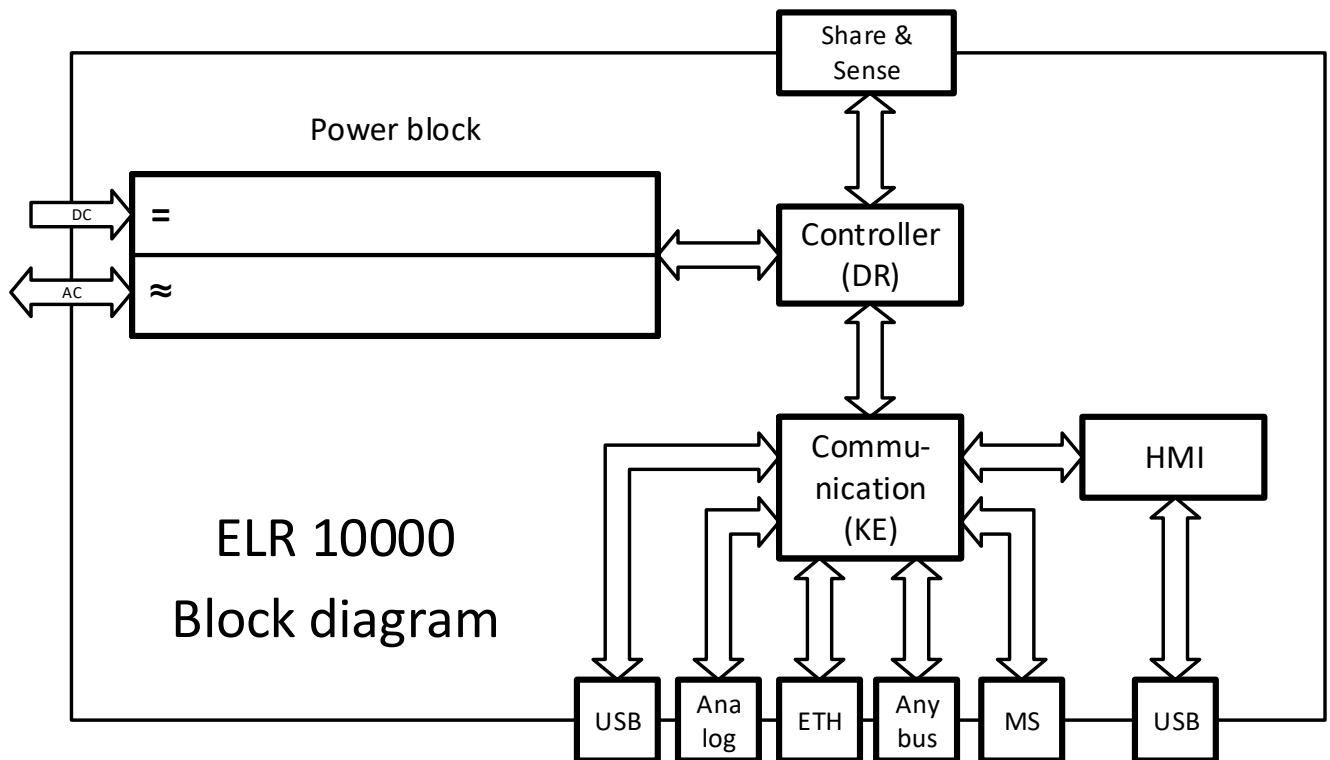 Share &
Sense
Power block
DC
=
Controller
(DR)
AC
≈
Commu-
nication
(KE)
HMI
ELR 10000
Block diagram
USB
Ana
log
ETH
Any
bus
MS
USB